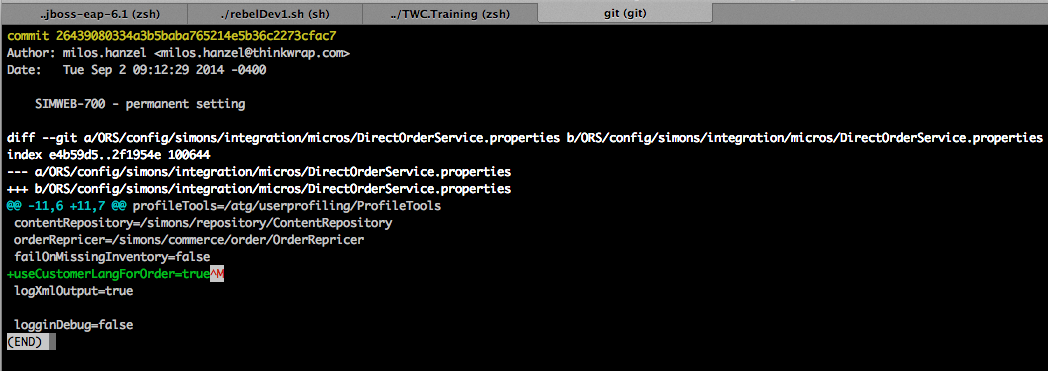 ..jboss-eap-6.1 (zsh) ./rebelDev1.sh (sh) ../TWC.Training (zsh) git (git)
commit 26439080334a3b5baba765214e5b36c2273cfac7
Author: milos.hanzel <milos.hanzel@thinkwrap.com>
Date:   Tue Sep 2 09:12:29 2014 -0400
    SIMWEB-700 - permanent setting
diff --git a/ORS/config/simons/integration/micros/DirectOrderService.properties b/ORS/config/simons/integration/micros/DirectOrderService.properties
index e4b59d5..2f1954e 100644
--- a/ORS/config/simons/integration/micros/DirectOrderService.properties
+++ b/ORS/config/simons/integration/micros/DirectOrderService.properties
@@ -11,6 +11,7 @@ profileTools=/atg/userprofiling/ProfileTools
 contentRepository=/simons/repository/ContentRepository
 orderRepricer=/simons/commerce/order/OrderRepricer
 failOnMissingInventory=false
+useCustomerLangForOrder=true^M
 logXmlOutput=true
 logginDebug=false
(END)